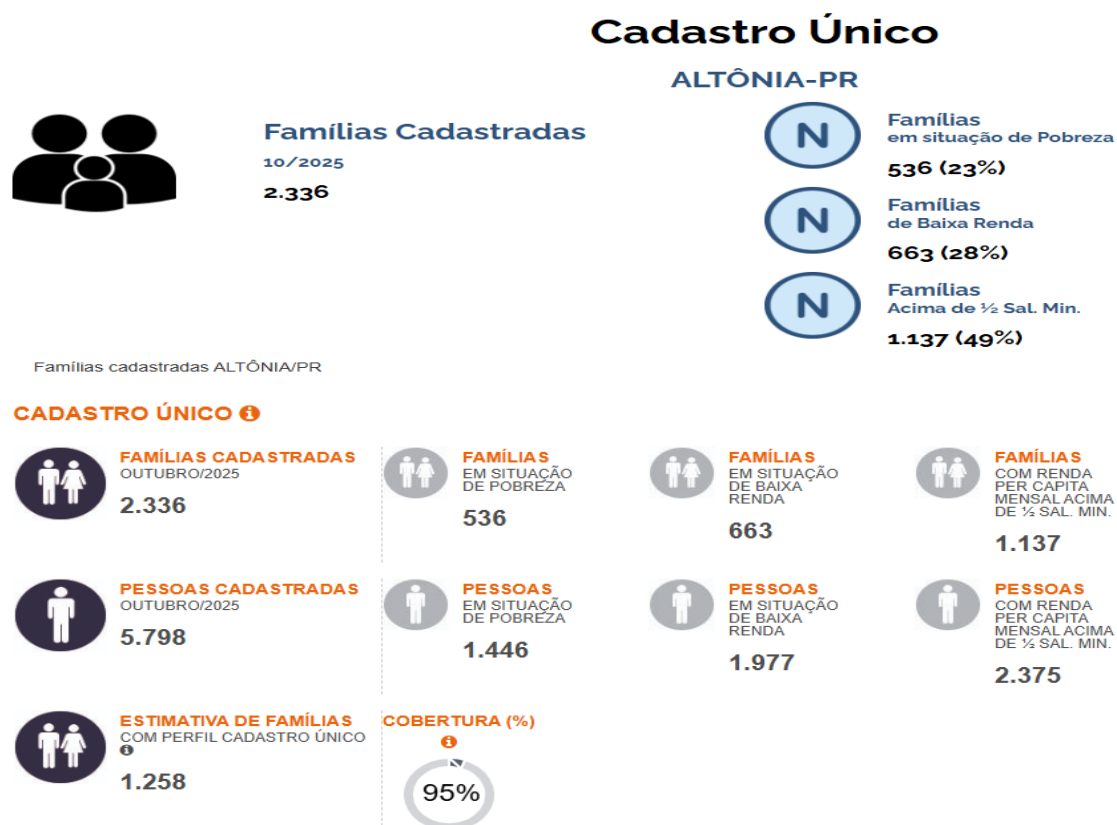 Cadastro Único
ALTÔNIA-PR
Famílias Cadastradas
10/2025
2.336
N
Famílias
em situação de Pobreza
536 (23%)
N
Famílias
de Baixa Renda
663 (28%)
N
Famílias
Acima de ½ Sal. Min.
1.137 (49%)
Famílias cadastradas ALTÔNIA/PR
CADASTRO ÚNICO i
FAMÍLIAS CADASTRADAS
OUTUBRO/2025
2.336
FAMÍLIAS
EM SITUAÇÃO
DE POBREZA
536
FAMÍLIAS
EM SITUAÇÃO
DE BAIXA
RENDA
663
FAMÍLIAS
COM RENDA
PER CAPITA
MENSAL ACIMA
DE ½ SAL. MIN.
1.137
PESSOAS CADASTRADAS
OUTUBRO/2025
5.798
PESSOAS
EM SITUAÇÃO
DE POBREZA
1.446
PESSOAS
EM SITUAÇÃO
DE BAIXA
RENDA
1.977
PESSOAS
COM RENDA
PER CAPITA
MENSAL ACIMA
DE ½ SAL. MIN.
2.375
ESTIMATIVA DE FAMÍLIAS
COM PERFIL CADASTRO ÚNICO
i
1.258
COBERTURA (%)
i
95%